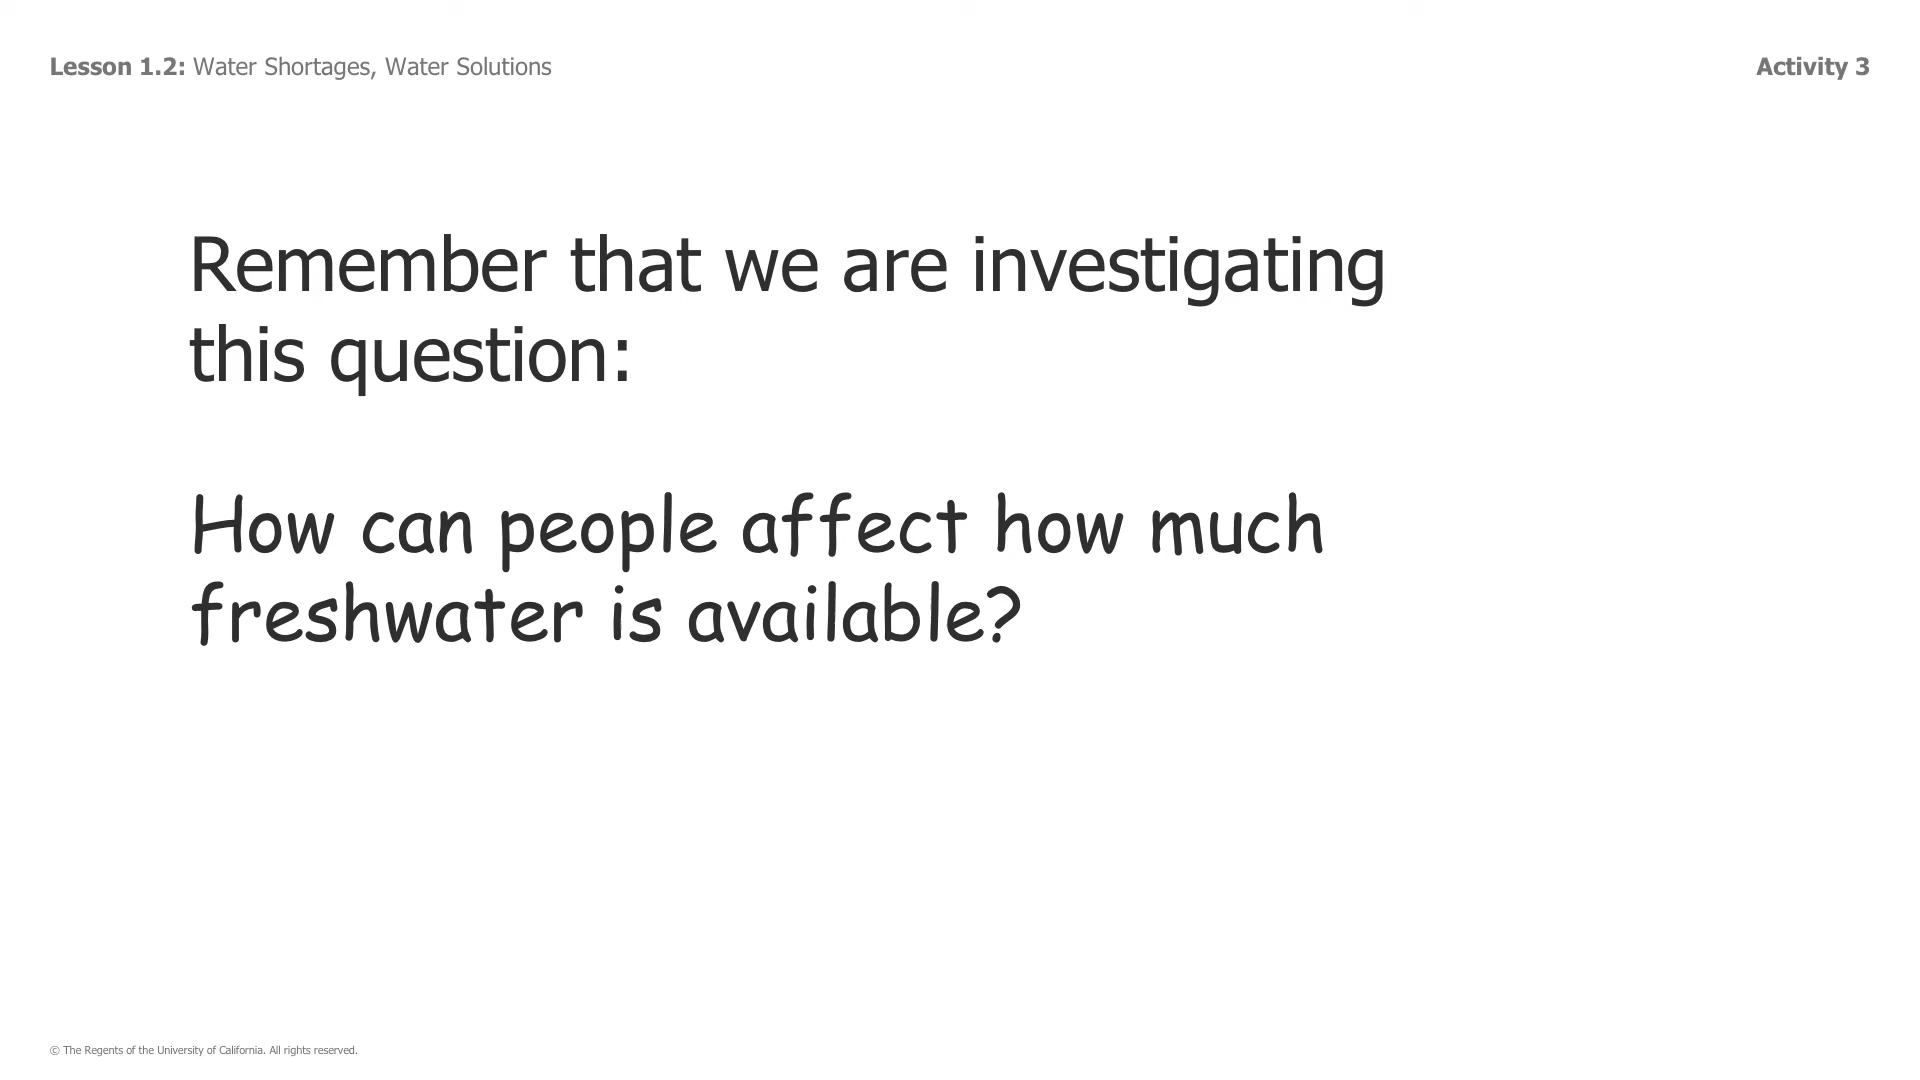 Lesson 1.2: Water Shortages, Water Solutions
Activity 3
Remember that we are investigating
this question:
How can people affect how much
freshwater is available?
© The Regents of the University of California. All rights reserved.